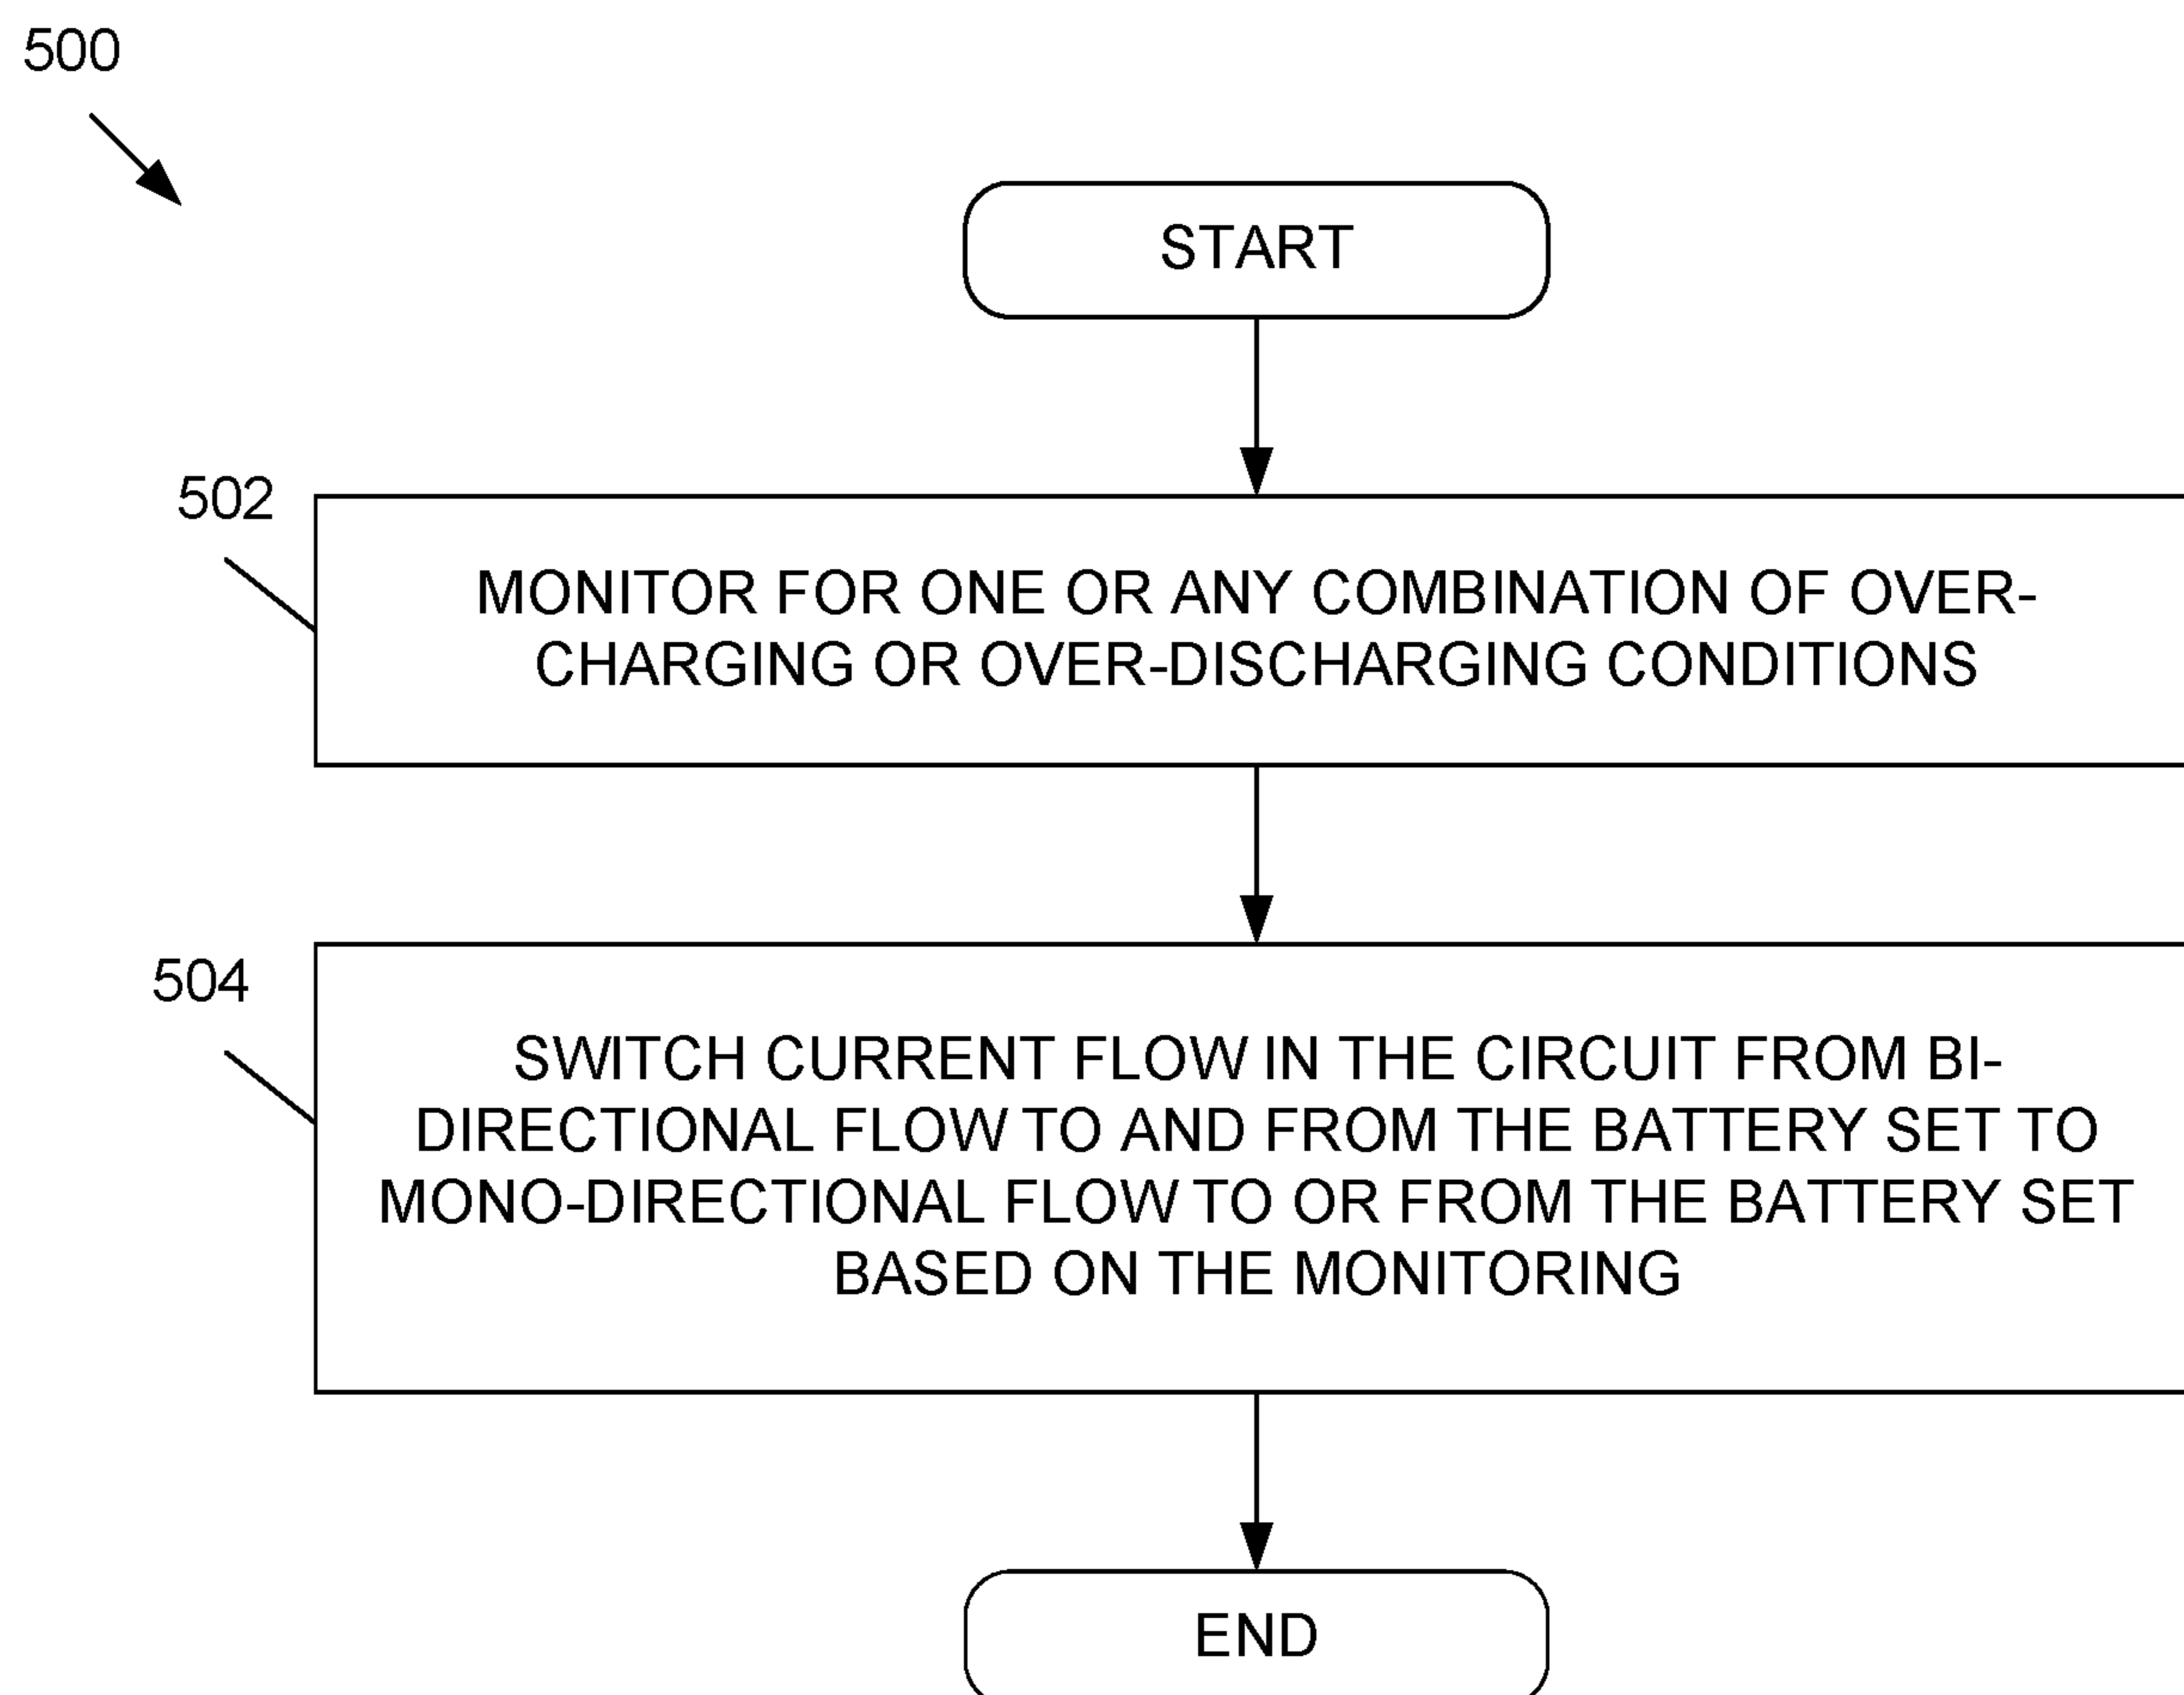 500
START
502
MONITOR FOR ONE OR ANY COMBINATION OF OVER-
CHARGING OR OVER-DISCHARGING CONDITIONS
504
SWITCH CURRENT FLOW IN THE CIRCUIT FROM BI-
DIRECTIONAL FLOW TO AND FROM THE BATTERY SET TO
MONO-DIRECTIONAL FLOW TO OR FROM THE BATTERY SET
BASED ON THE MONITORING
END